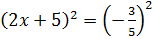 (2x + 5)² = (−3/5)²